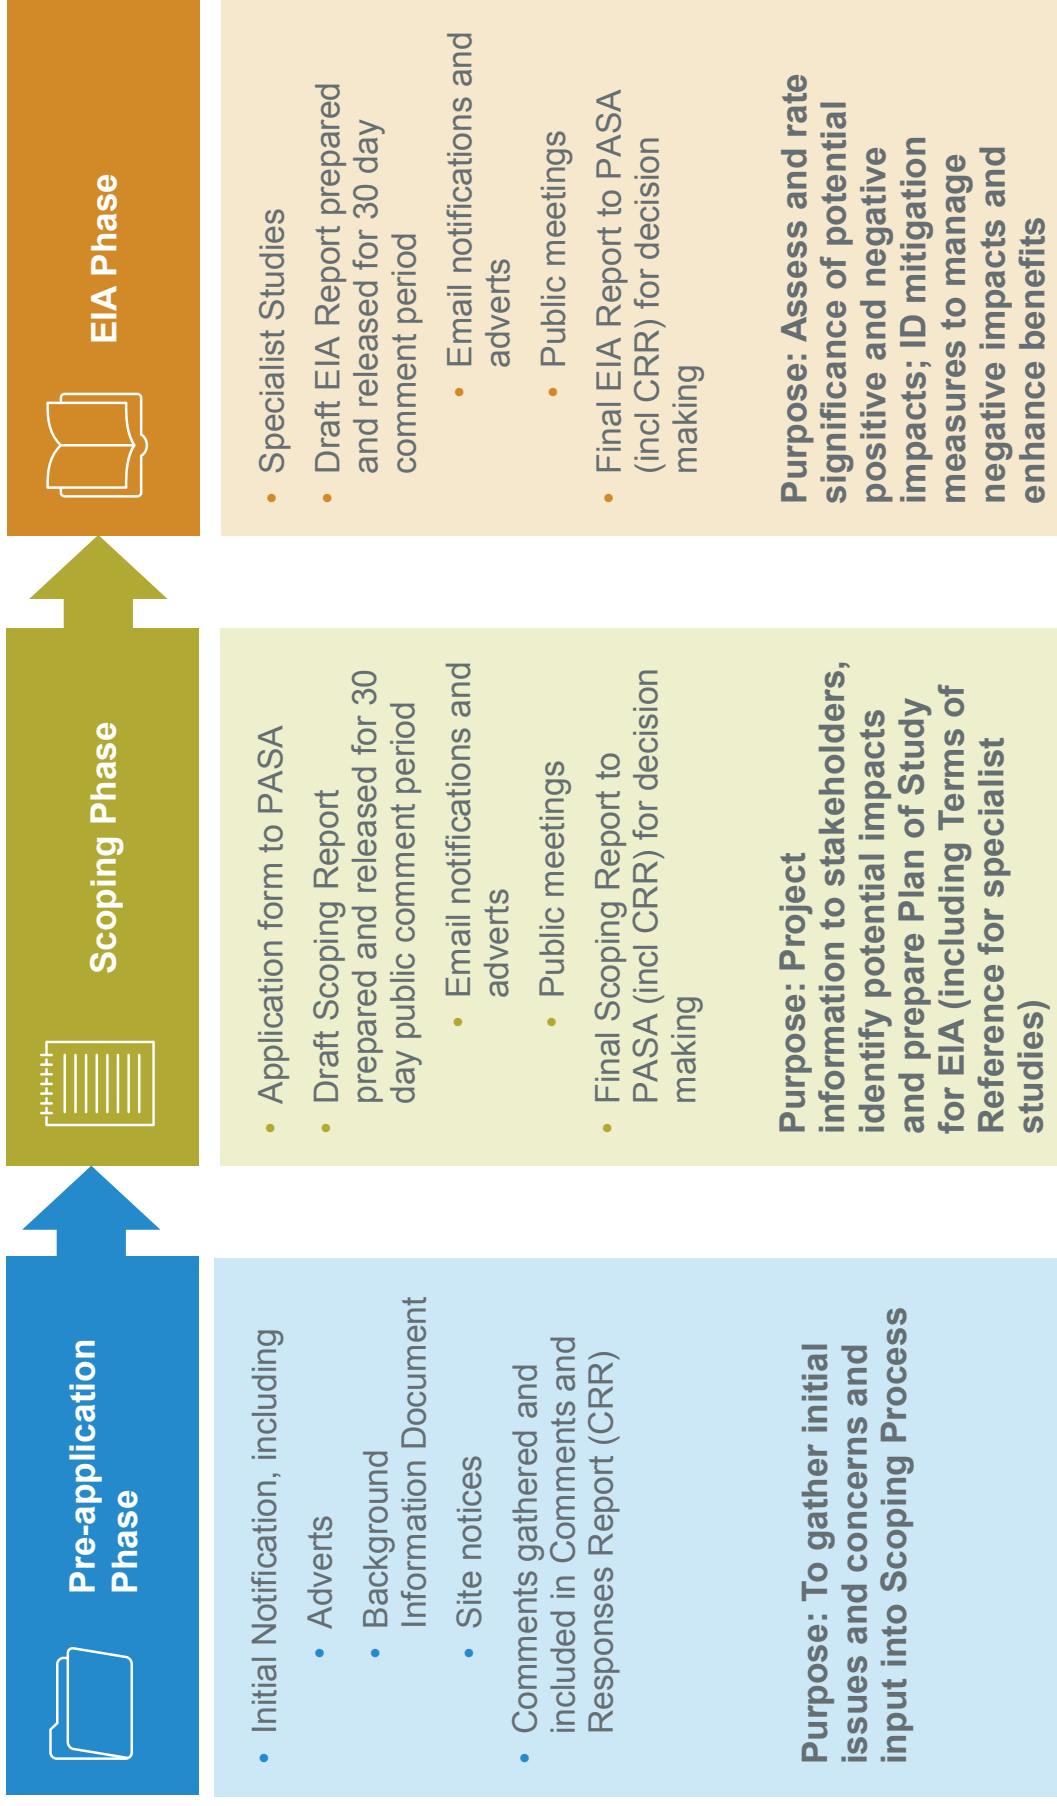 Pre-application
Phase
• Initial Notification, including
• Adverts
• Background
Information Document
• Site notices
• Comments gathered and
included in Comments and
Responses Report (CRR)
Purpose: To gather initial
issues and concerns and
input into Scoping Process
Scoping Phase
• Application form to PASA
• Draft Scoping Report
prepared and released for 30
day public comment period
• Email notifications and
adverts
• Public meetings
• Final Scoping Report to
PASA (incl CRR) for decision
making
Purpose: Project
information to stakeholders,
identify potential impacts
and prepare Plan of Study
for EIA (including Terms of
Reference for specialist
studies)
EIA Phase
• Specialist Studies
• Draft EIA Report prepared
and released for 30 day
comment period
• Email notifications and
adverts
• Public meetings
• Final EIA Report to PASA
(incl CRR) for decision
making
Purpose: Assess and rate
significance of potential
positive and negative
impacts; ID mitigation
measures to manage
negative impacts and
enhance benefits